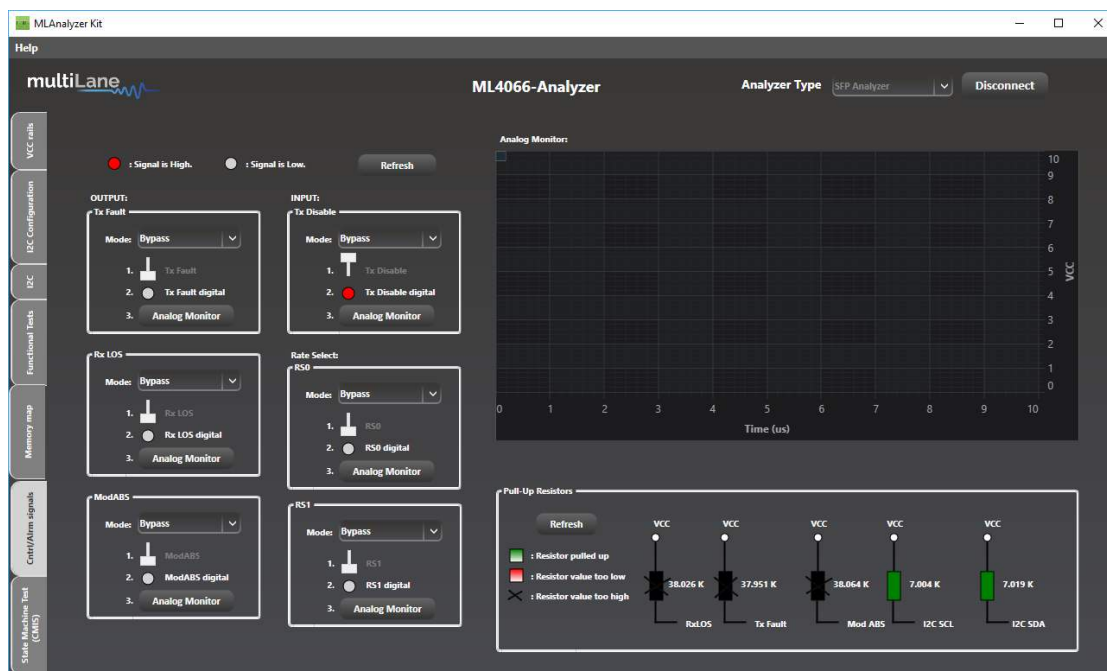 MLAnalyzer Kit
Help
multiLane
ML4066-Analyzer
Analyzer Type
SFP Analyzer
Disconnect
VCC rails
I2C Configuration
I2C
Functional Tests
Memory map
Cntrl/Alrm signals
State Machine Test
(CMIS)
: Signal is High.
: Signal is Low.
Refresh
OUTPUT:
Tx Fault
Mode: Bypass
1. Tx Fault
2. Tx Fault digital
3. Analog Monitor
INPUT:
Tx Disable
Mode: Bypass
1. Tx Disable
2. Tx Disable digital
3. Analog Monitor
Rx LOS
Mode: Bypass
1. Rx LOS
2. Rx LOS digital
3. Analog Monitor
Rate Select:
RS0
Mode: Bypass
1. RS0
2. RS0 digital
3. Analog Monitor
ModABS
Mode: Bypass
1. ModABS
2. ModABS digital
3. Analog Monitor
RS1
Mode: Bypass
1. RS1
2. RS1 digital
3. Analog Monitor
Analog Monitor:
10
9
8
7
6
5
4
3
2
1
0
VCC
0 1 2 3 4 5 6 7 8 9 10
Time (us)
Pull-Up Resistors
Refresh
: Resistor pulled up
: Resistor value too low
: Resistor value too high
VCC VCC VCC VCC VCC
38.026 K 37.951 K 38.064 K 7.004 K 7.019 K
RxLOS Tx Fault Mod ABS I2C SCL I2C SDA